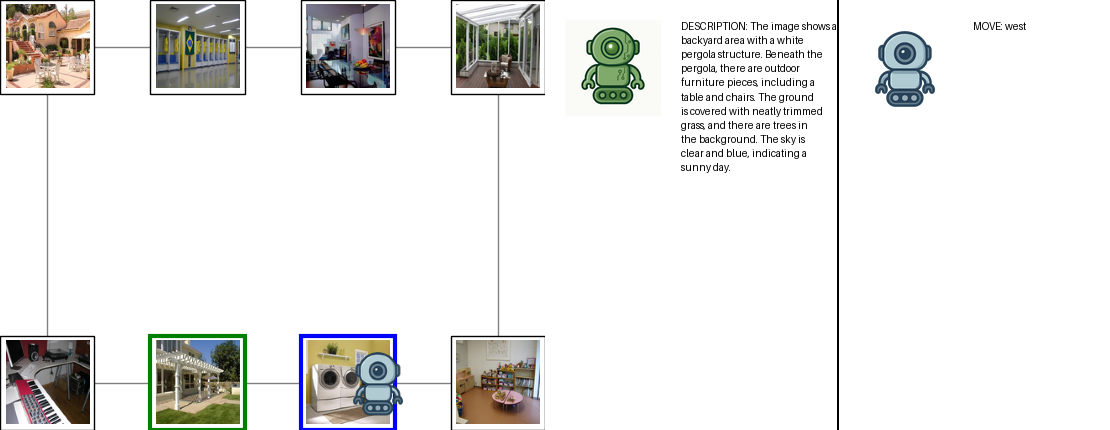 DESCRIPTION: The image shows a
backyard area with a white
pergola structure. Beneath the
pergola, there are outdoor
furniture pieces, including a
table and chairs. The ground
is covered with neatly trimmed
grass, and there are trees in
the background. The sky is
clear and blue, indicating a
sunny day.
MOVE: west